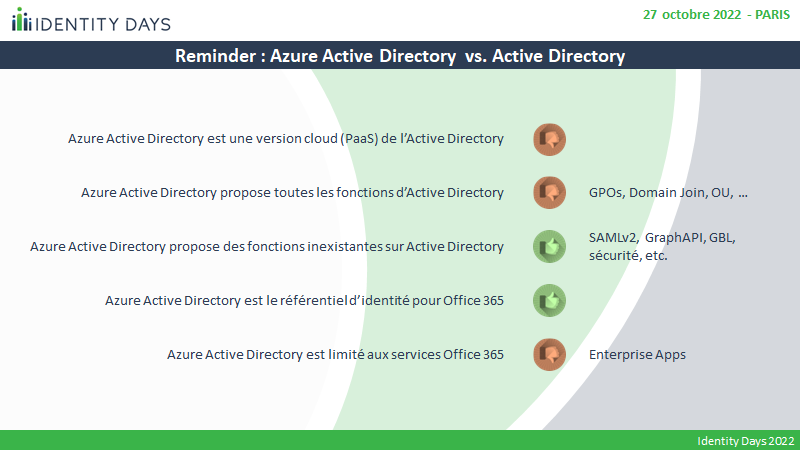 IDENTITY DAYS
27 octobre 2022 - PARIS
Reminder : Azure Active Directory vs. Active Directory
Azure Active Directory est une version cloud (PaaS) de l'Active Directory
Azure Active Directory propose toutes les fonctions d'Active Directory
GPOs, Domain Join, OU, ...
Azure Active Directory propose des fonctions inexistantes sur Active Directory
SAMLv2, GraphAPI, GBL,
sécurité, etc.
Azure Active Directory est le référentiel d'identité pour Office 365
Azure Active Directory est limité aux services Office 365
Enterprise Apps
Identity Days 2022